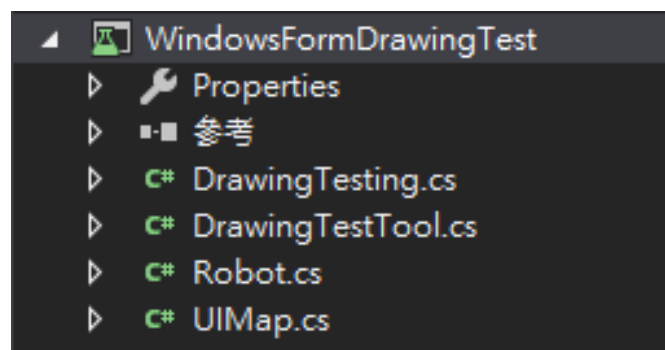 WindowsFormDrawingTest
Properties
參考
C# DrawingTesting.cs
C# DrawingTestTool.cs
C# Robot.cs
C# UIMap.cs